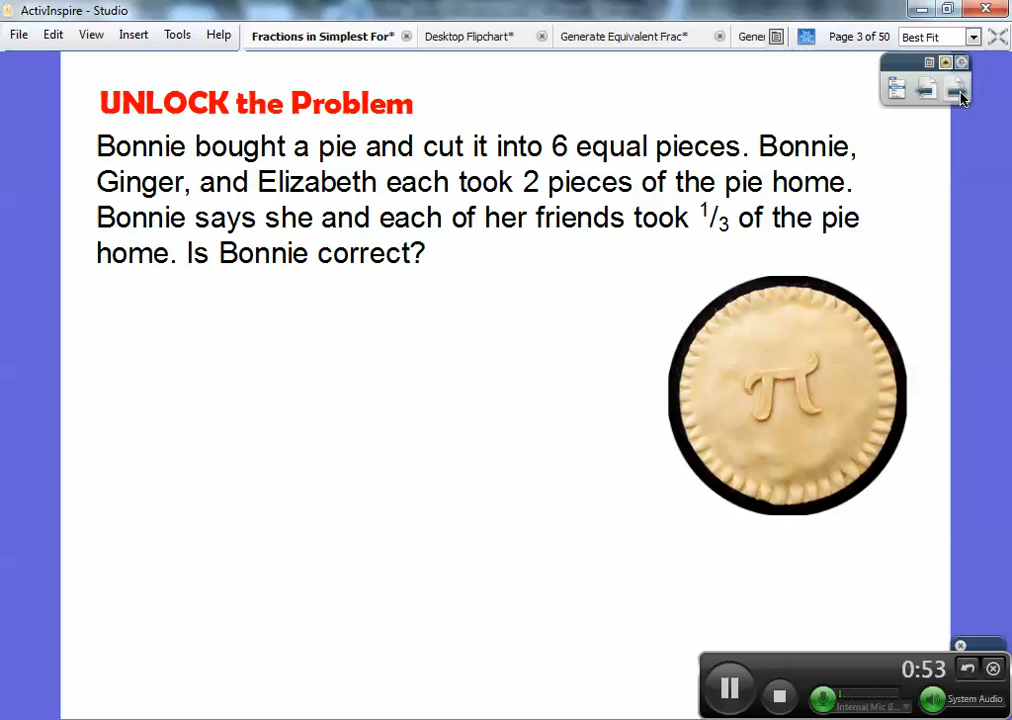 ActivInspire - Studio
File Edit View Insert Tools Help
Fractions in Simplest For* Desktop Flipchart* Generate Equivalent Frac* Gene Page 3 of 50 Best Fit
UNLOCK the Problem
Bonnie bought a pie and cut it into 6 equal pieces. Bonnie,
Ginger, and Elizabeth each took 2 pieces of the pie home.
Bonnie says she and each of her friends took 1/3 of the pie
home. Is Bonnie correct?
π
0:53
Internal Mic (I... System Audio